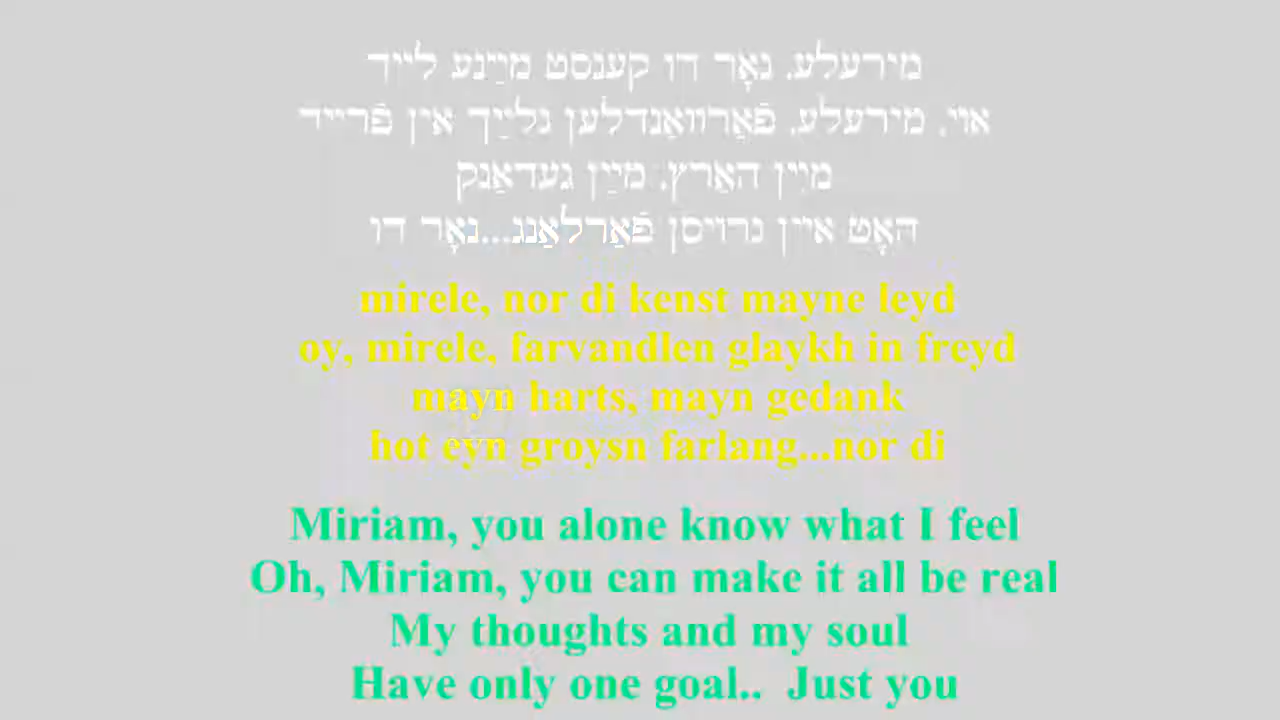 מירעלע, נאָר דו קענסט מײַנע לייד
אוי, מירעלע, פֿאַרוואַנדלען גלײַך אין פֿרייד
מײַן האַרץ, מײַן געדאַנק
האָט איין גרויסן פֿאַרלאַנג...נאָר דו
mirele, nor di kenst mayne leyd
oy, mirele, farvandlen glaykh in freyd
mayn harts, mayn gedank
hot eyn groysn farlang...nor di
Miriam, you alone know what I feel
Oh, Miriam, you can make it all be real
My thoughts and my soul
Have only one goal..  Just you